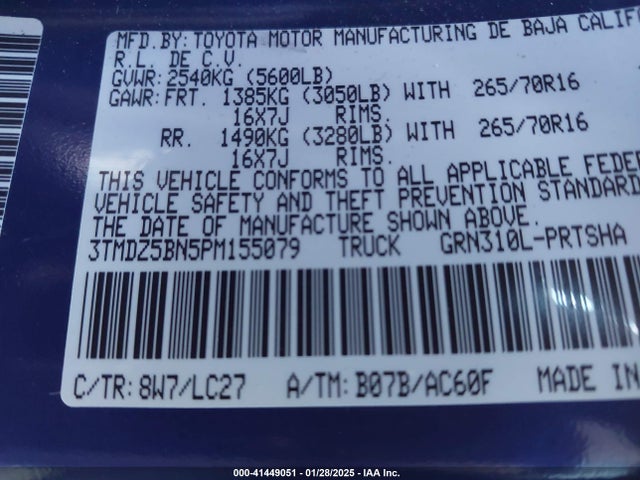 MFD.BY:TOYOTA MOTOR MANUFACTURING DE BAJA CALIF
R.L. DE C.V.
GVWR:2540KG (5600LB)
GAWR:FRT. 1385KG (3050LB) WITH 265/70R16
16X7J RIMS.
RR. 1490KG (3280LB) WITH 265/70R16
16X7J RIMS.
THIS VEHICLE CONFORMS TO ALL APPLICABLE FEDE
VEHICLE SAFETY AND THEFT PREVENTION STANDARD
THE DATE OF MANUFACTURE SHOWN ABOVE.
3TMDZ5BN5PM155079 TRUCK GRN310L-PRTSHA
C/TR:8W7/LC27 A/TM:B07B/AC60F MADE IN
000-41449051 - 01/28/2025 - IAA Inc.